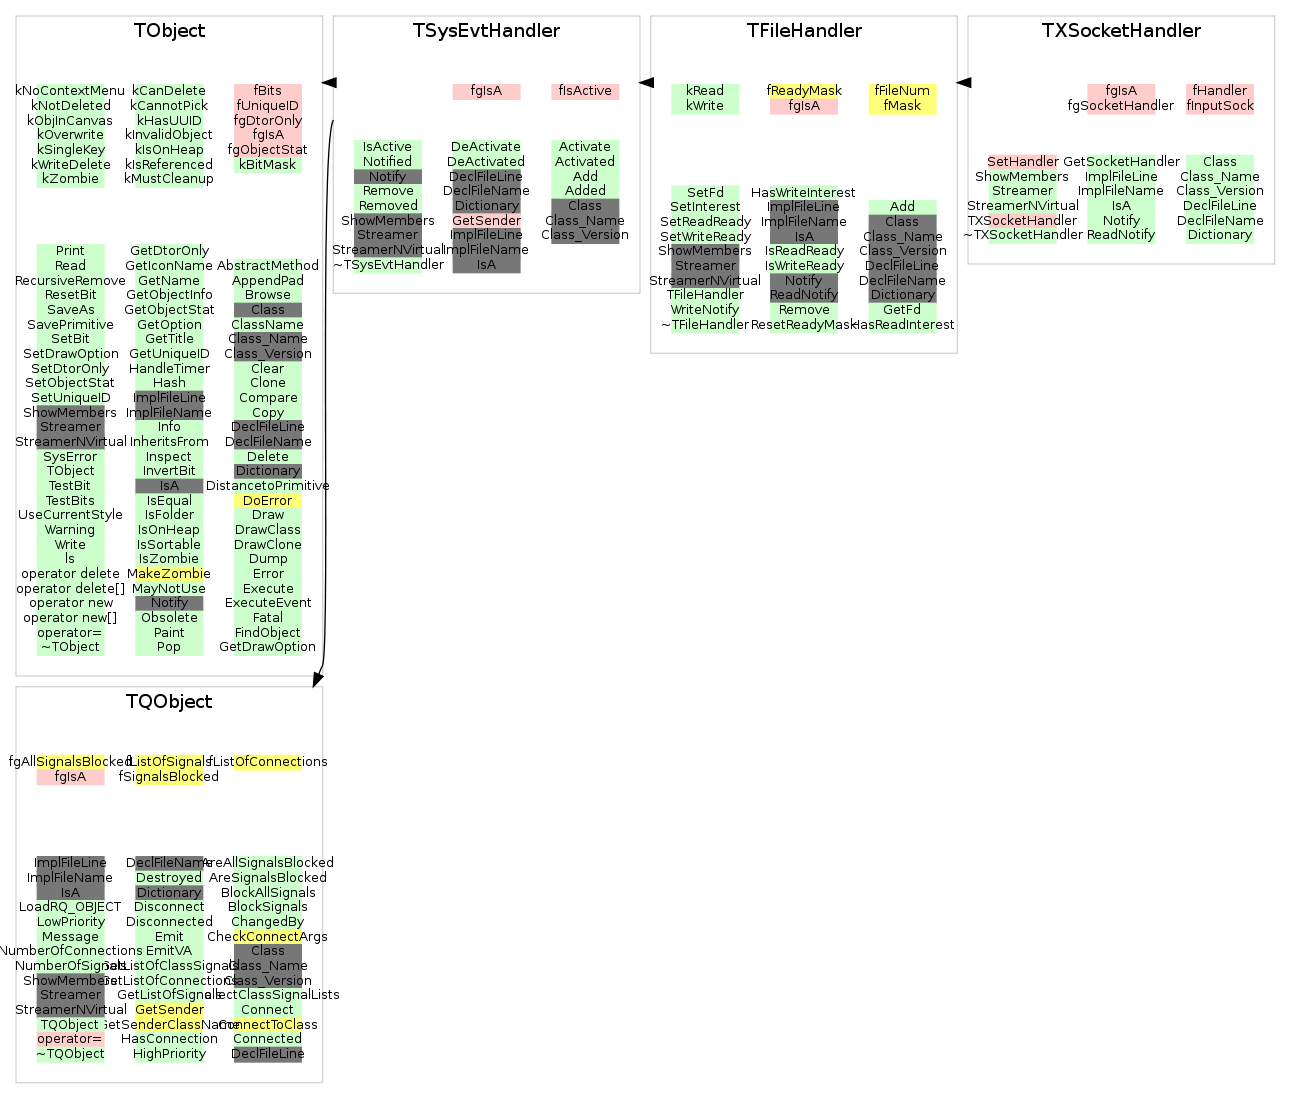 TObject
kNoContextMenu
kNotDeleted
kObjInCanvas
kOverwrite
kSingleKey
kWriteDelete
kZombie
kCanDelete
kCannotPick
kHasUUID
kInvalidObject
kIsOnHeap
kIsReferenced
kMustCleanup
fBits
fUniqueID
fgDtorOnly
fgIsA
fgObjectStat
kBitMask
Print
Read
RecursiveRemove
ResetBit
SaveAs
SavePrimitive
SetBit
SetDrawOption
SetDtorOnly
SetObjectStat
SetUniqueID
ShowMembers
Streamer
StreamerNVirtual
SysError
TObject
TestBit
TestBits
UseCurrentStyle
Warning
Write
ls
operator delete
operator delete[]
operator new
operator new[]
operator=
~TObject
GetDtorOnly
GetIconName
GetName
GetObjectInfo
GetObjectStat
GetOption
GetTitle
GetUniqueID
HandleTimer
Hash
ImplFileLine
ImplFileName
Info
InheritsFrom
Inspect
InvertBit
IsA
IsEqual
IsFolder
IsOnHeap
IsSortable
IsZombie
MakeZombie
MayNotUse
Notify
Obsolete
Paint
Pop
AbstractMethod
AppendPad
Browse
Class
ClassName
Class_Name
Class_Version
Clear
Clone
Compare
Copy
DeclFileLine
DeclFileName
Delete
Dictionary
DistancetoPrimitive
DoError
Draw
DrawClass
DrawClone
Dump
Error
Execute
ExecuteEvent
Fatal
FindObject
GetDrawOption
TSysEvtHandler
fgIsA
fIsActive
IsActive
Notified
Notify
Remove
Removed
ShowMembers
Streamer
StreamerNVirtual
~TSysEvtHandler
DeActivate
DeActivated
DeclFileLine
DeclFileName
Dictionary
GetSender
ImplFileLine
ImplFileName
IsA
Activate
Activated
Add
Added
Class
Class_Name
Class_Version
TFileHandler
kRead
kWrite
fReadyMask
fgIsA
fFileNum
fMask
SetFd
SetInterest
SetReadReady
SetWriteReady
ShowMembers
Streamer
StreamerNVirtual
TFileHandler
WriteNotify
~TFileHandler
HasWriteInterest
ImplFileLine
ImplFileName
IsA
IsReadReady
IsWriteReady
Notify
ReadNotify
Remove
ResetReadyMask
Add
Class
Class_Name
Class_Version
DeclFileLine
DeclFileName
Dictionary
GetFd
HasReadInterest
TXSocketHandler
fgIsA
fgSocketHandler
fHandler
fInputSock
SetHandler
ShowMembers
Streamer
StreamerNVirtual
TXSocketHandler
~TXSocketHandler
GetSocketHandler
ImplFileLine
ImplFileName
IsA
Notify
ReadNotify
Class
Class_Name
Class_Version
DeclFileLine
DeclFileName
Dictionary
TQObject
fgAllSignalsBlocked
fgIsA
fListOfSignals
fSignalsBlocked
fListOfConnections
ImplFileLine
ImplFileName
IsA
LoadRQ_OBJECT
LowPriority
Message
NumberOfConnections
NumberOfSignals
ShowMembers
Streamer
StreamerNVirtual
TQObject
operator=
~TQObject
DeclFileName
Destroyed
Dictionary
Disconnect
Disconnected
Emit
EmitVA
GetListOfClassSignals
GetListOfConnections
GetListOfSignals
GetSender
GetSenderClassName
HasConnection
HighPriority
AreAllSignalsBlocked
AreSignalsBlocked
BlockAllSignals
BlockSignals
ChangedBy
CheckConnectArgs
Class
Class_Name
Class_Version
CollectClassSignalLists
Connect
ConnectToClass
Connected
DeclFileLine